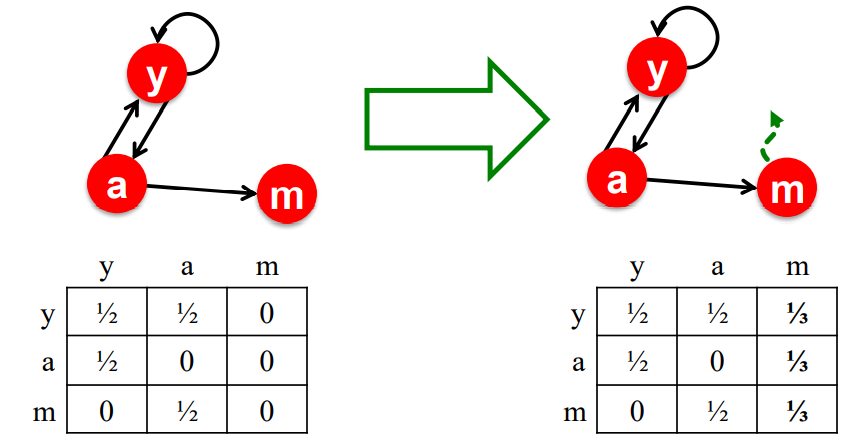 y
y
a
m
a
m
y a m
y a m
y ½ ½ 0
a ½ 0 0
m 0 ½ 0
y ½ ½ ⅓
a ½ 0 ⅓
m 0 ½ ⅓